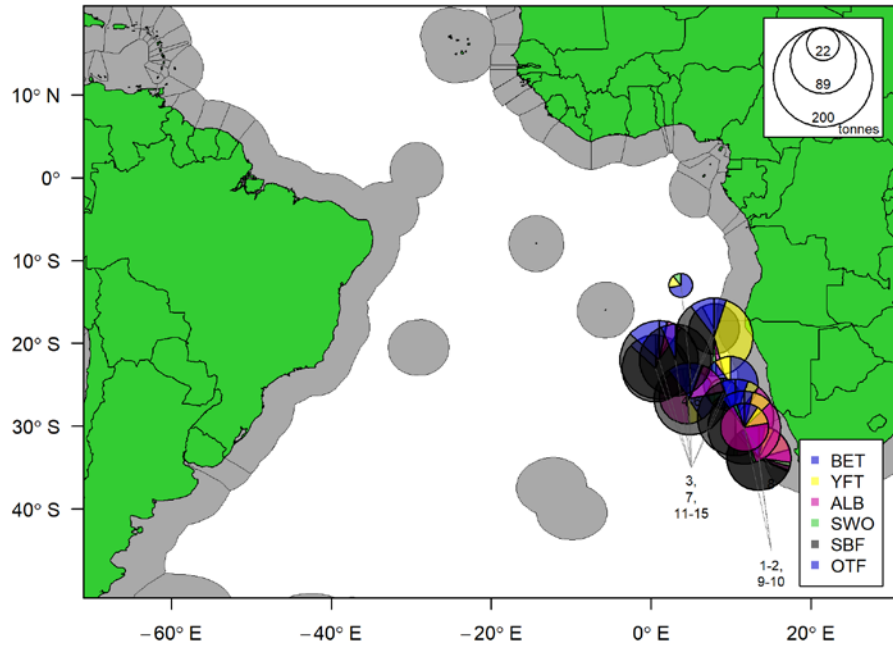 22
89
200
tonnes
10° N
0°
10° S
20° S
30° S
40° S
3,
7,
11-15
1-2,
9-10
BET
YFT
ALB
SWO
SBF
OTF
−60° E
−40° E
−20° E
0° E
20° E